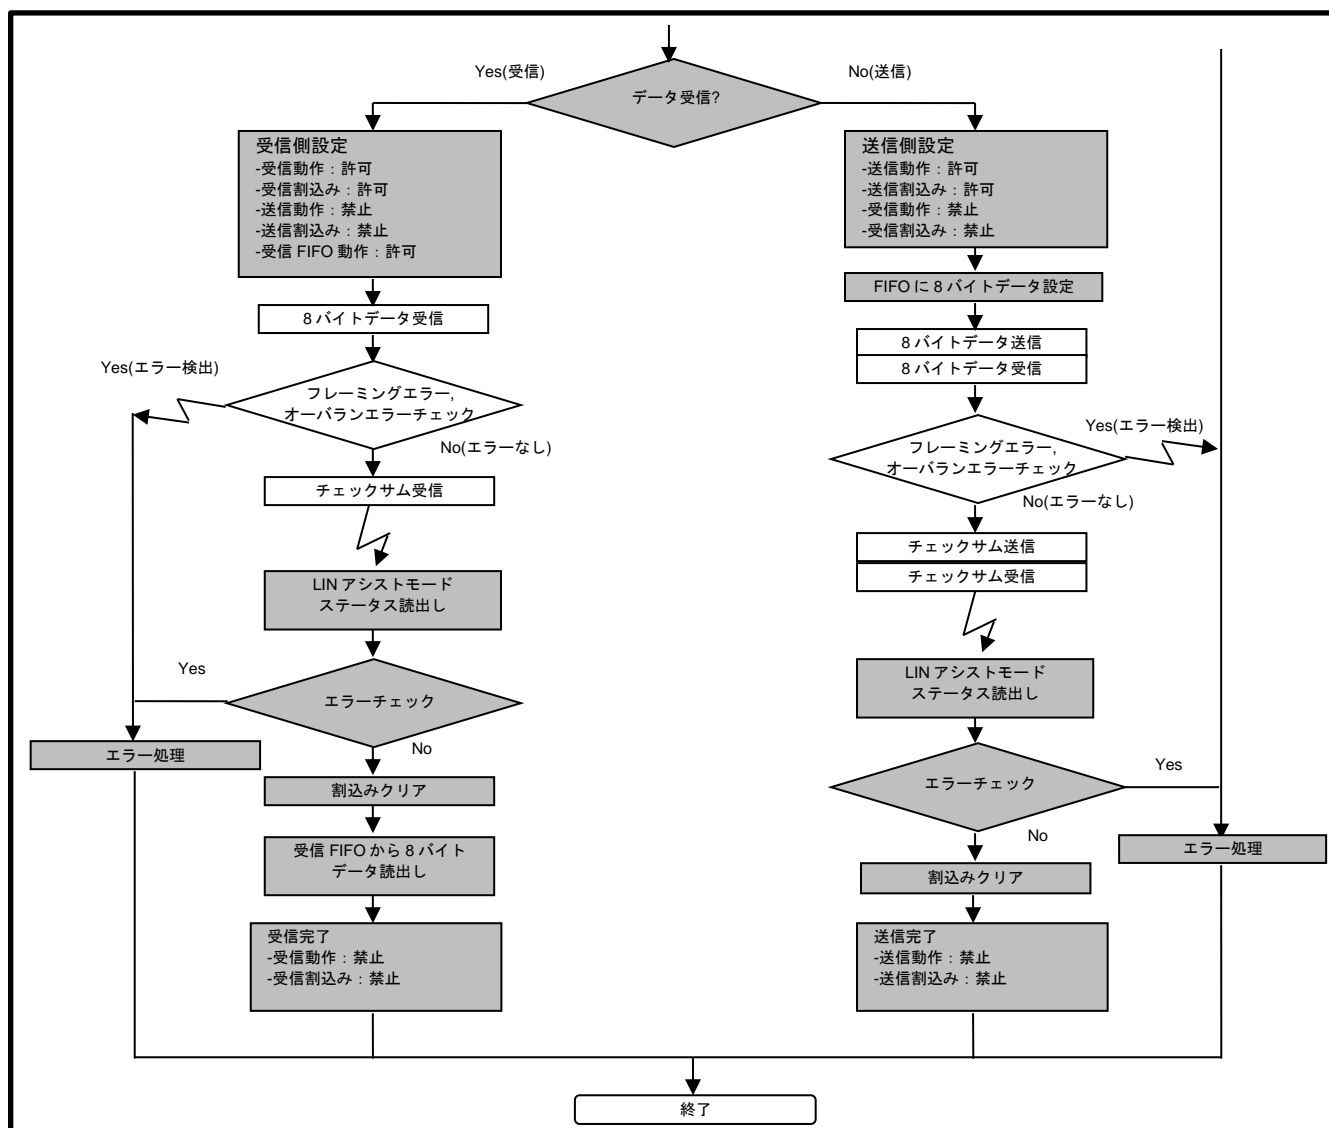 データ受信?
Yes(受信)
No(送信)
受信側設定
-受信動作：許可
-受信割込み：許可
-送信動作：禁止
-送信割込み：禁止
-受信 FIFO 動作：許可
8 バイトデータ受信
Yes(エラー検出)
フレーミングエラー,
オーバランエラーチェック
No(エラーなし)
チェックサム受信
LIN アシストモード
ステータス読出し
Yes
エラーチェック
No
エラー処理
割込みクリア
受信 FIFO から 8 バイト
データ読出し
受信完了
-受信動作：禁止
-受信割込み：禁止
送信側設定
-送信動作：許可
-送信割込み：許可
-受信動作：禁止
-受信割込み：禁止
FIFO に 8 バイトデータ設定
8 バイトデータ送信
8 バイトデータ受信
Yes(エラー検出)
フレーミングエラー,
オーバランエラーチェック
No(エラーなし)
チェックサム送信
チェックサム受信
LIN アシストモード
ステータス読出し
エラーチェック
Yes
No
エラー処理
割込みクリア
送信完了
-送信動作：禁止
-送信割込み：禁止
終了